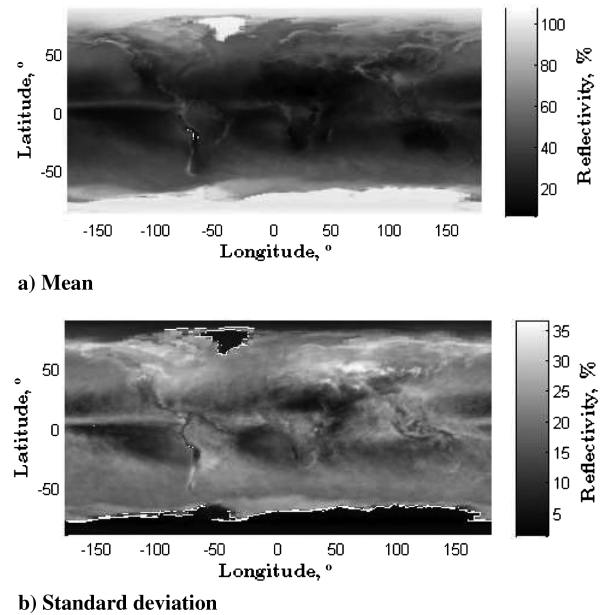 50
0
-50
Latitude, º
-150 -100 -50 0 50 100 150
Longitude, º
100
80
60
40
20
Reflectivity, %
a) Mean
50
0
-50
Latitude, º
-150 -100 -50 0 50 100 150
Longitude, º
35
30
25
20
15
10
5
Reflectivity, %
b) Standard deviation